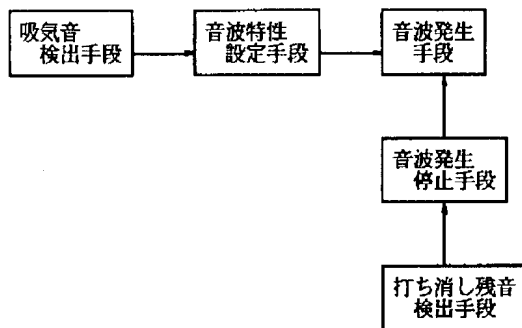 吸気音
検出手段
音波特性
設定手段
音波発生
手段
音波発生
停止手段
打ち消し残音
検出手段